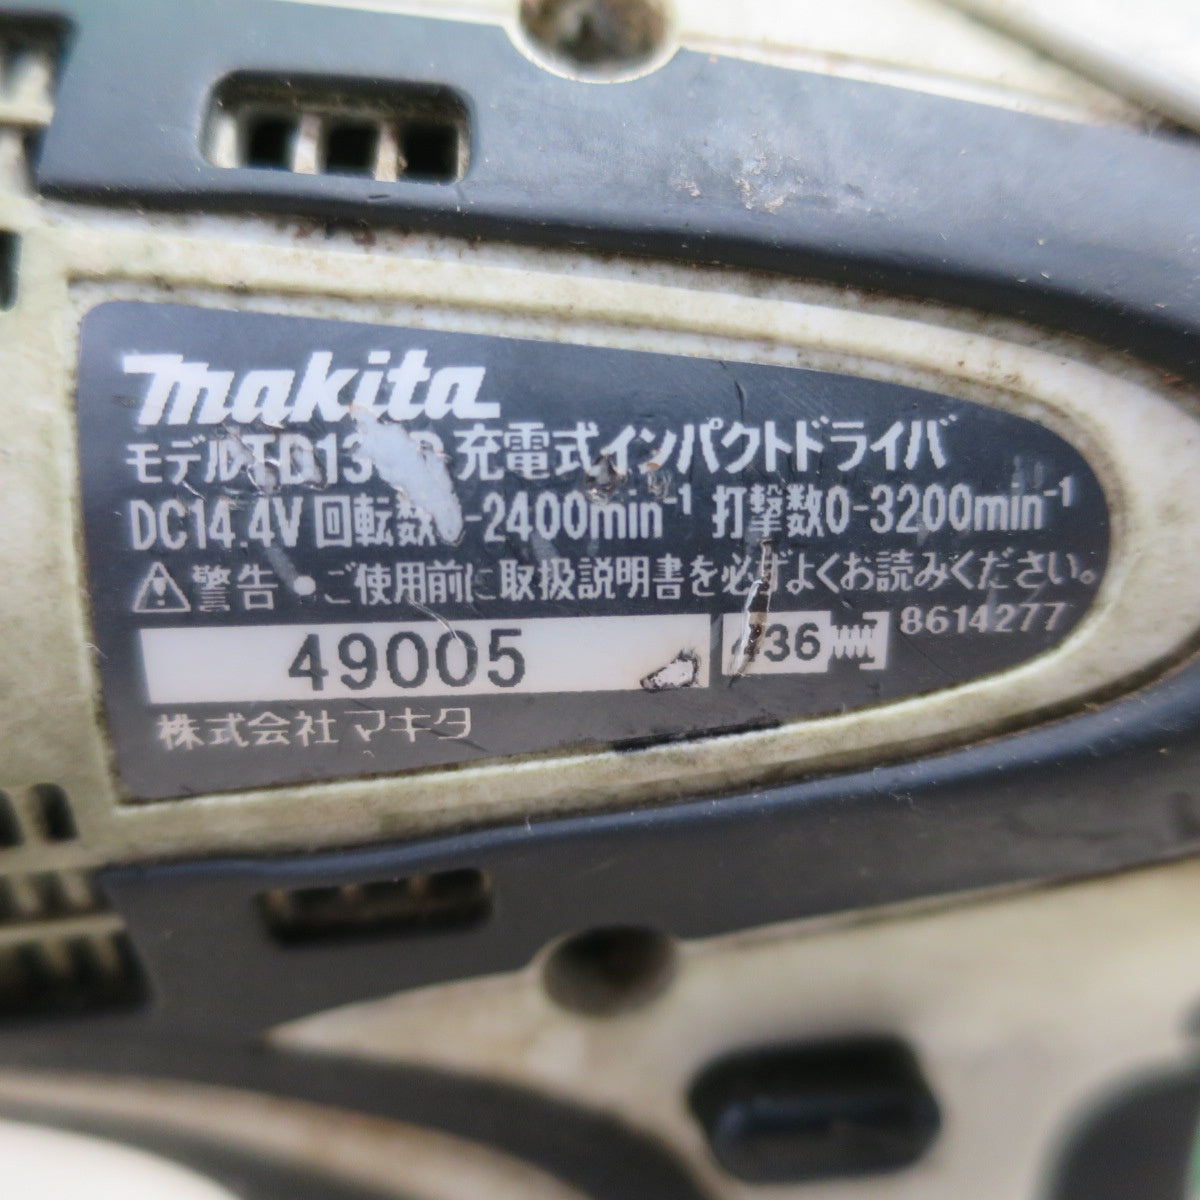 makita
モデル 充電式インパクトドライバ
DC14.4V 回転数 -2400min⁻¹ 打撃数0-3200min⁻¹
警告 ・ご使用前に取扱説明書を必ずよくお読みください。
49005 436 8614277
株式会社マキタ